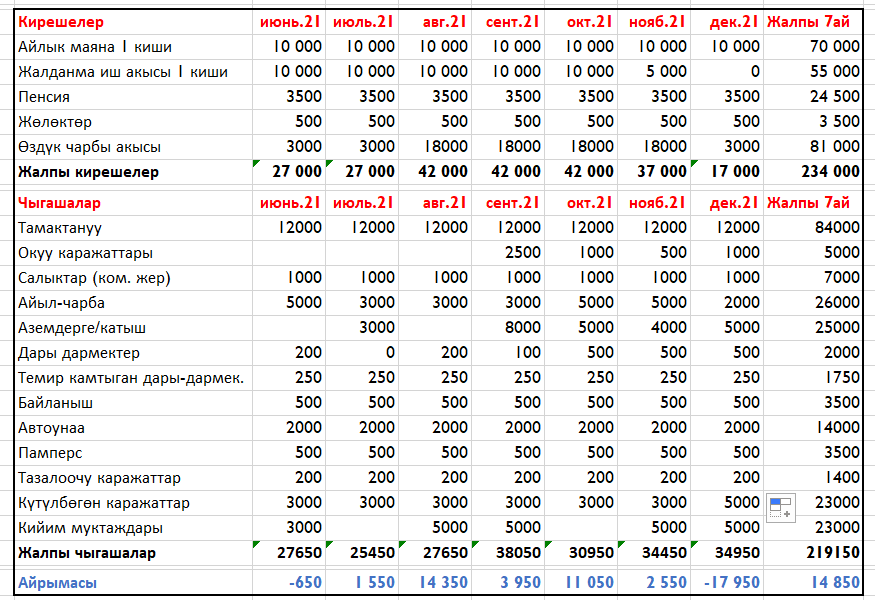 Кирешелер июнь.21 июль.21 авг.21 сент.21 окт.21 нояб.21 дек.21 Жалпы 7ай
Айлык маяна 1 киши 10 000 10 000 10 000 10 000 10 000 10 000 10 000 70 000
Жалданма иш акысы 1 киши 10 000 10 000 10 000 10 000 10 000 5 000 0 55 000
Пенсия 3500 3500 3500 3500 3500 3500 3500 24 500
Жөлөктөр 500 500 500 500 500 500 500 3 500
Өздүк чарбы акысы 3000 3000 18000 18000 18000 18000 3000 81 000
Жалпы кирешелер 27 000 27 000 42 000 42 000 42 000 37 000 17 000 234 000
Чыгашалар июнь.21 июль.21 авг.21 сент.21 окт.21 нояб.21 дек.21 Жалпы 7ай
Тамактануу 12000 12000 12000 12000 12000 12000 12000 84000
Окуу каражаттары 2500 1000 500 1000 5000
Салыктар (ком. жер) 1000 1000 1000 1000 1000 1000 1000 7000
Айыл-чарба 5000 3000 3000 3000 5000 5000 2000 26000
Аземдерге/катыш 3000 8000 5000 4000 5000 25000
Дары дармектер 200 0 200 100 500 500 500 2000
Темир камтыган дары-дармек. 250 250 250 250 250 250 250 1750
Байланыш 500 500 500 500 500 500 500 3500
Автоунаа 2000 2000 2000 2000 2000 2000 2000 14000
Памперс 500 500 500 500 500 500 500 3500
Тазалоочу каражаттар 200 200 200 200 200 200 200 1400
Күтүлбөгөн каражаттар 3000 3000 3000 3000 3000 3000 5000 23000
Кийим муктаждары 3000 5000 5000 5000 5000 23000
Жалпы чыгашалар 27650 25450 27650 38050 30950 34450 34950 219150
Айрымасы -650 1 550 14 350 3 950 11 050 2 550 -17 950 14 850